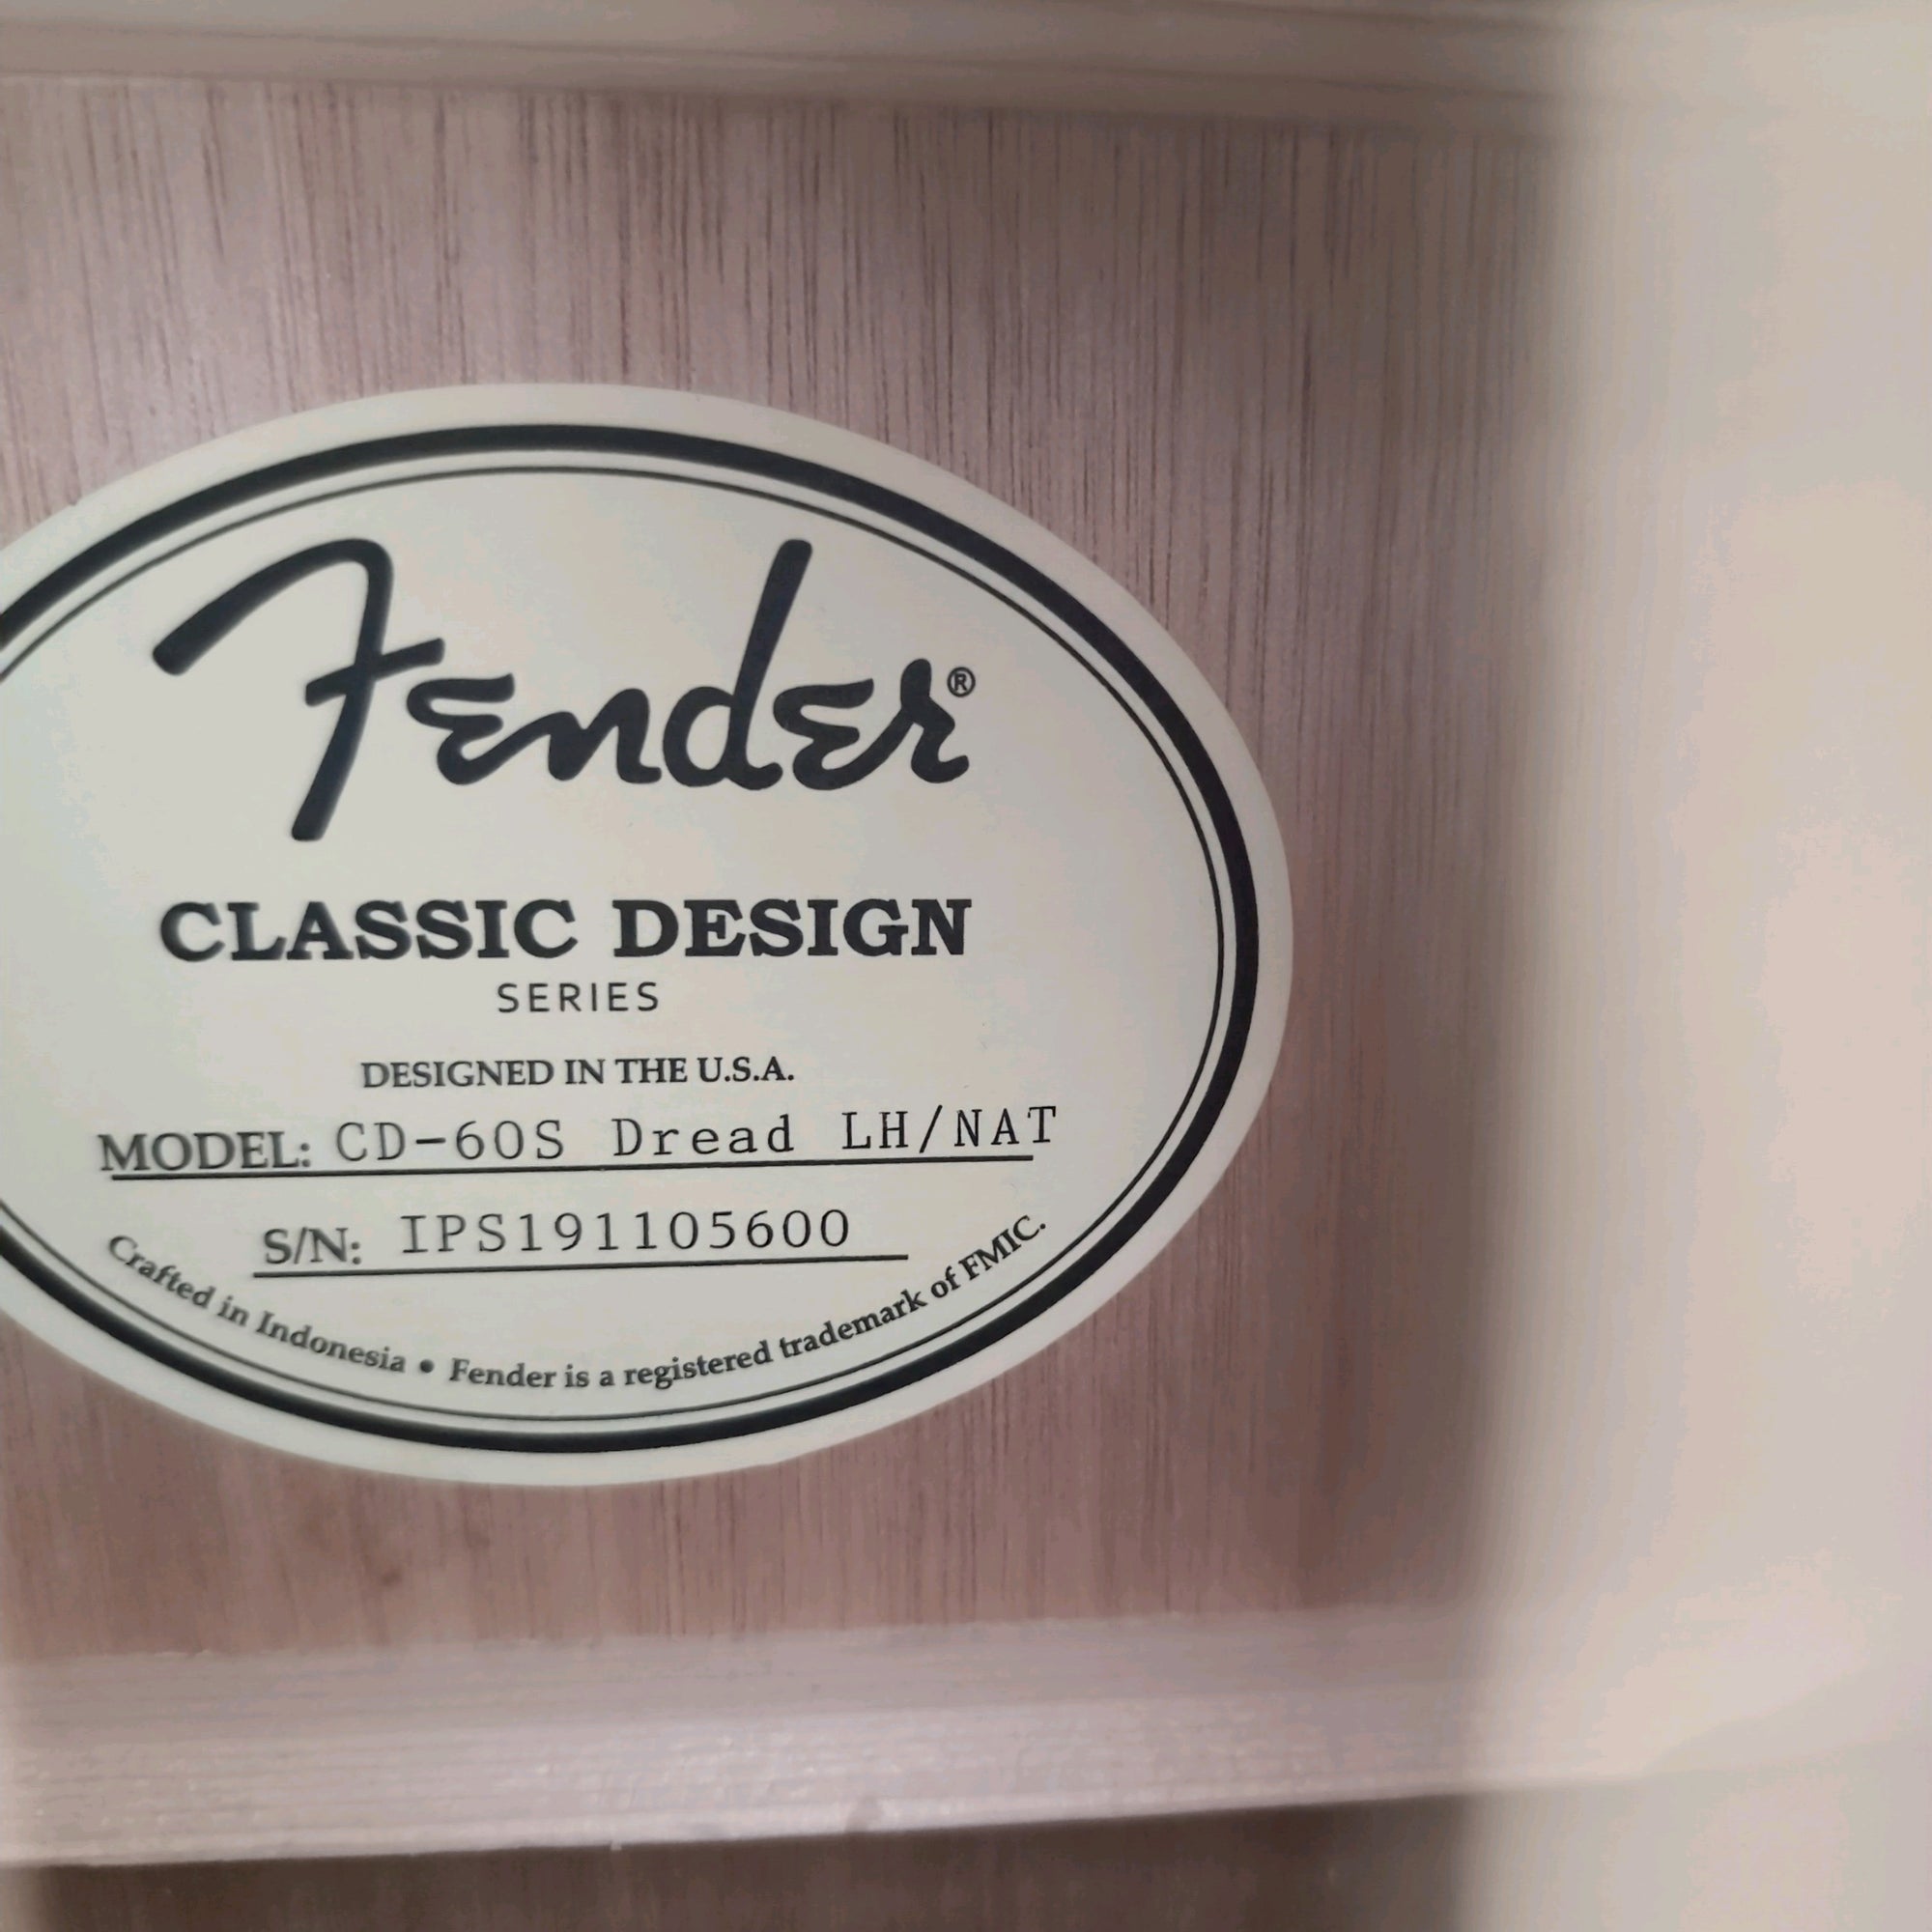 Fender®
CLASSIC DESIGN
SERIES
DESIGNED IN THE U.S.A.
MODEL: CD-60S Dread LH/NAT
S/N: IPS191105600
Crafted in Indonesia • Fender is a registered trademark of FMIC.